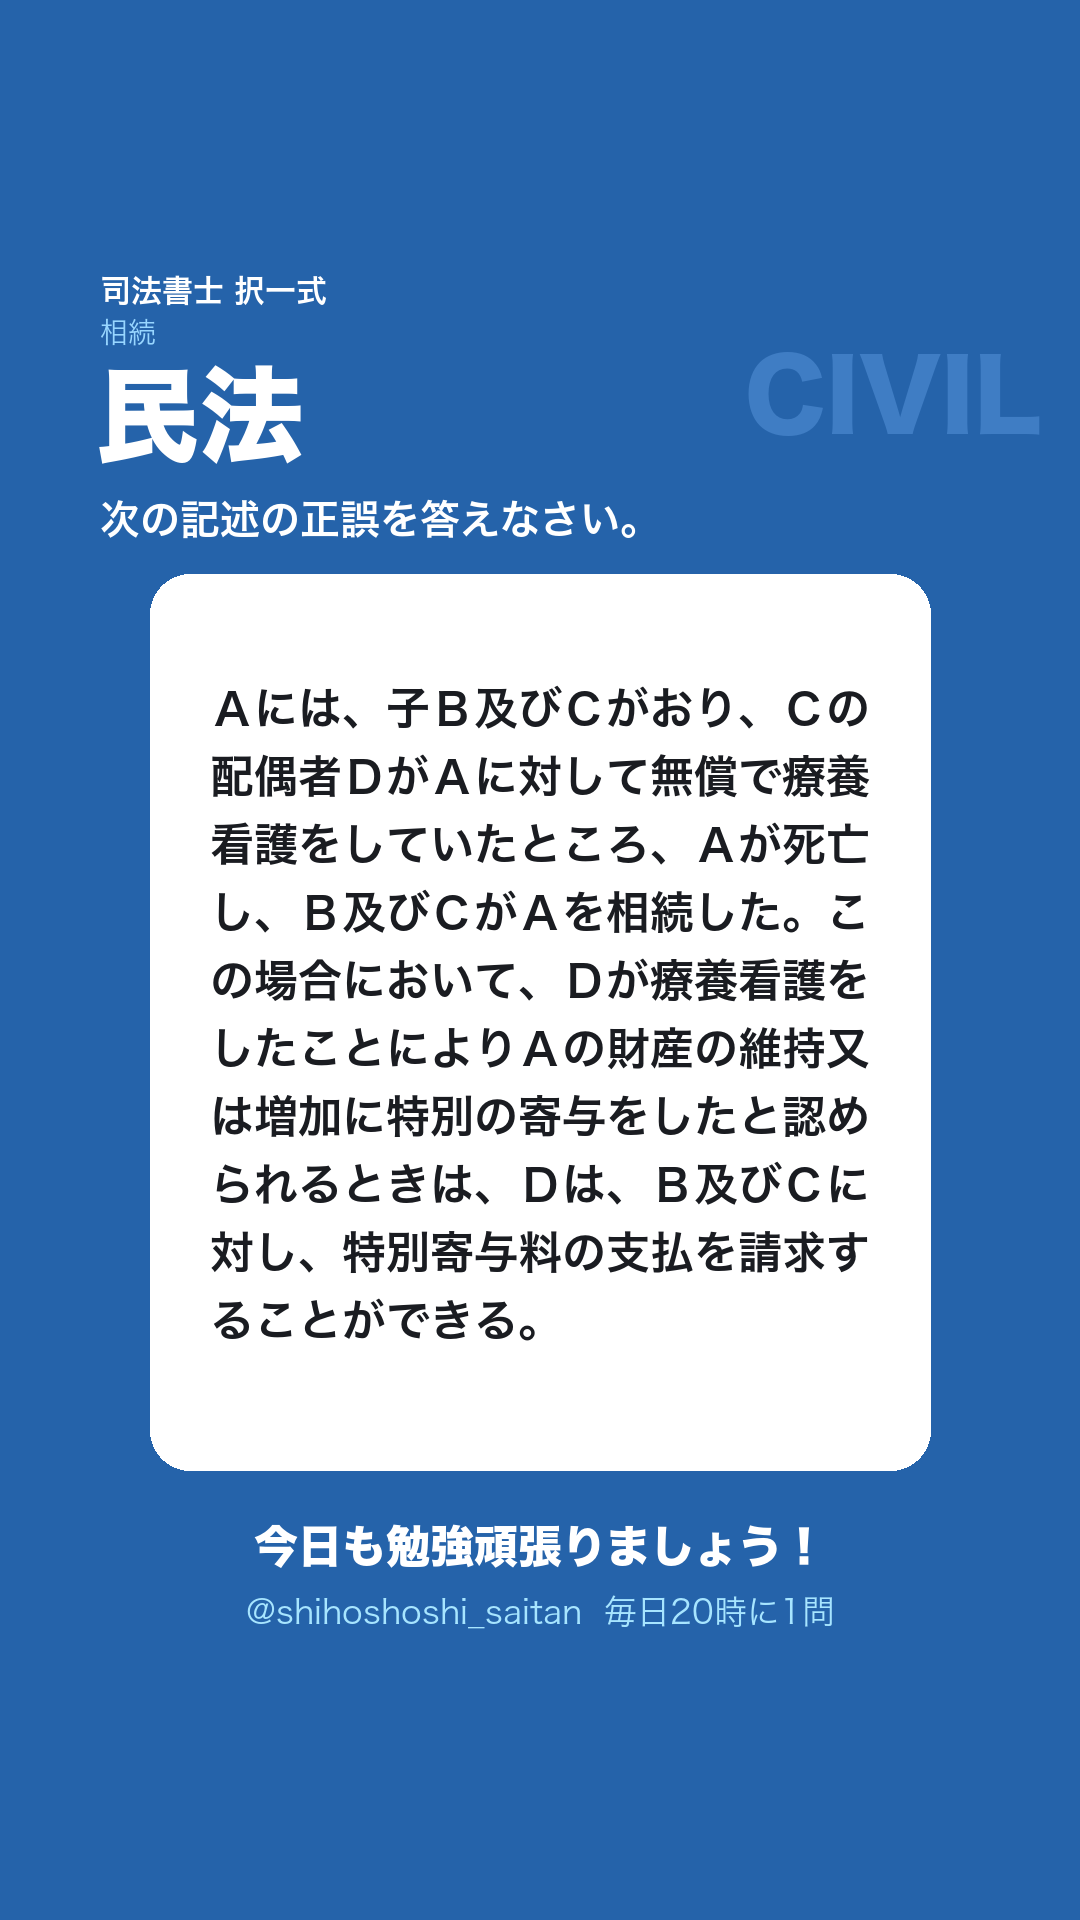 司法書士 択一式
相続
民法
CIVIL
次の記述の正誤を答えなさい。
Ａには、子Ｂ及びＣがおり、Ｃの
配偶者ＤがＡに対して無償で療養
看護をしていたところ、Ａが死亡
し、Ｂ及びＣがＡを相続した。こ
の場合において、Ｄが療養看護を
したことによりＡの財産の維持又
は増加に特別の寄与をしたと認め
られるときは、Ｄは、Ｂ及びＣに
対し、特別寄与料の支払を請求す
ることができる。
今日も勉強頑張りましょう！
@shihoshoshi_saitan 毎日20時に1問